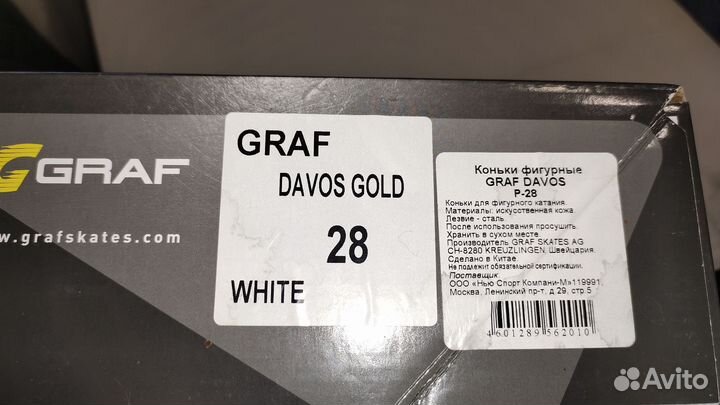 GRAF
www.grafskates.com
GRAF
DAVOS GOLD
28
WHITE
Коньки фигурные
GRAF DAVOS
Р-28
Коньки для фигурного катания.
Материалы: искусственная кожа.
Лезвие - сталь.
После использования просушить.
Хранить в сухом месте.
Производитель GRAF SKATES AG
CH-8280 KREUZLINGEN, Швейцария.
Сделано в Китае.
Не подлежит обязательной сертификации.
Поставщик:
ООО «Нью Спорт Компани-М»119991,
Москва, Ленинский пр-т, д.29, стр.5
4601289562010
Avito